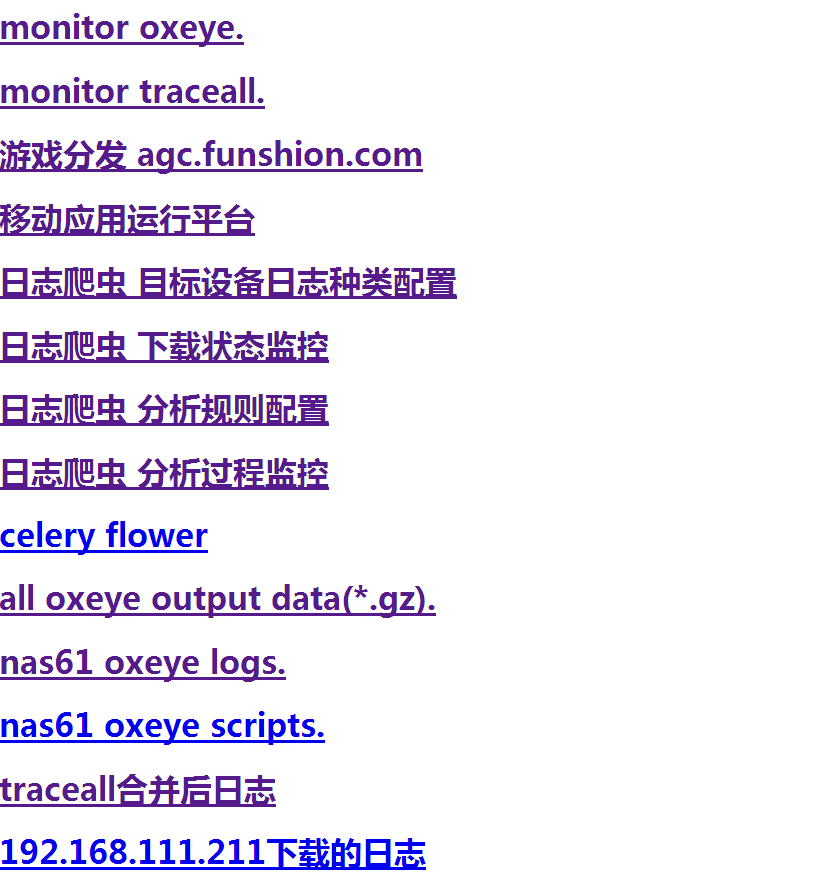 monitor oxeye.
monitor traceall.
游戏分发 agc.funshion.com
移动应用运行平台
日志爬虫 目标设备日志种类配置
日志爬虫 下载状态监控
日志爬虫 分析规则配置
日志爬虫 分析过程监控
celery flower
all oxeye output data(*.gz).
nas61 oxeye logs.
nas61 oxeye scripts.
traceall合并后日志
192.168.111.211下载的日志